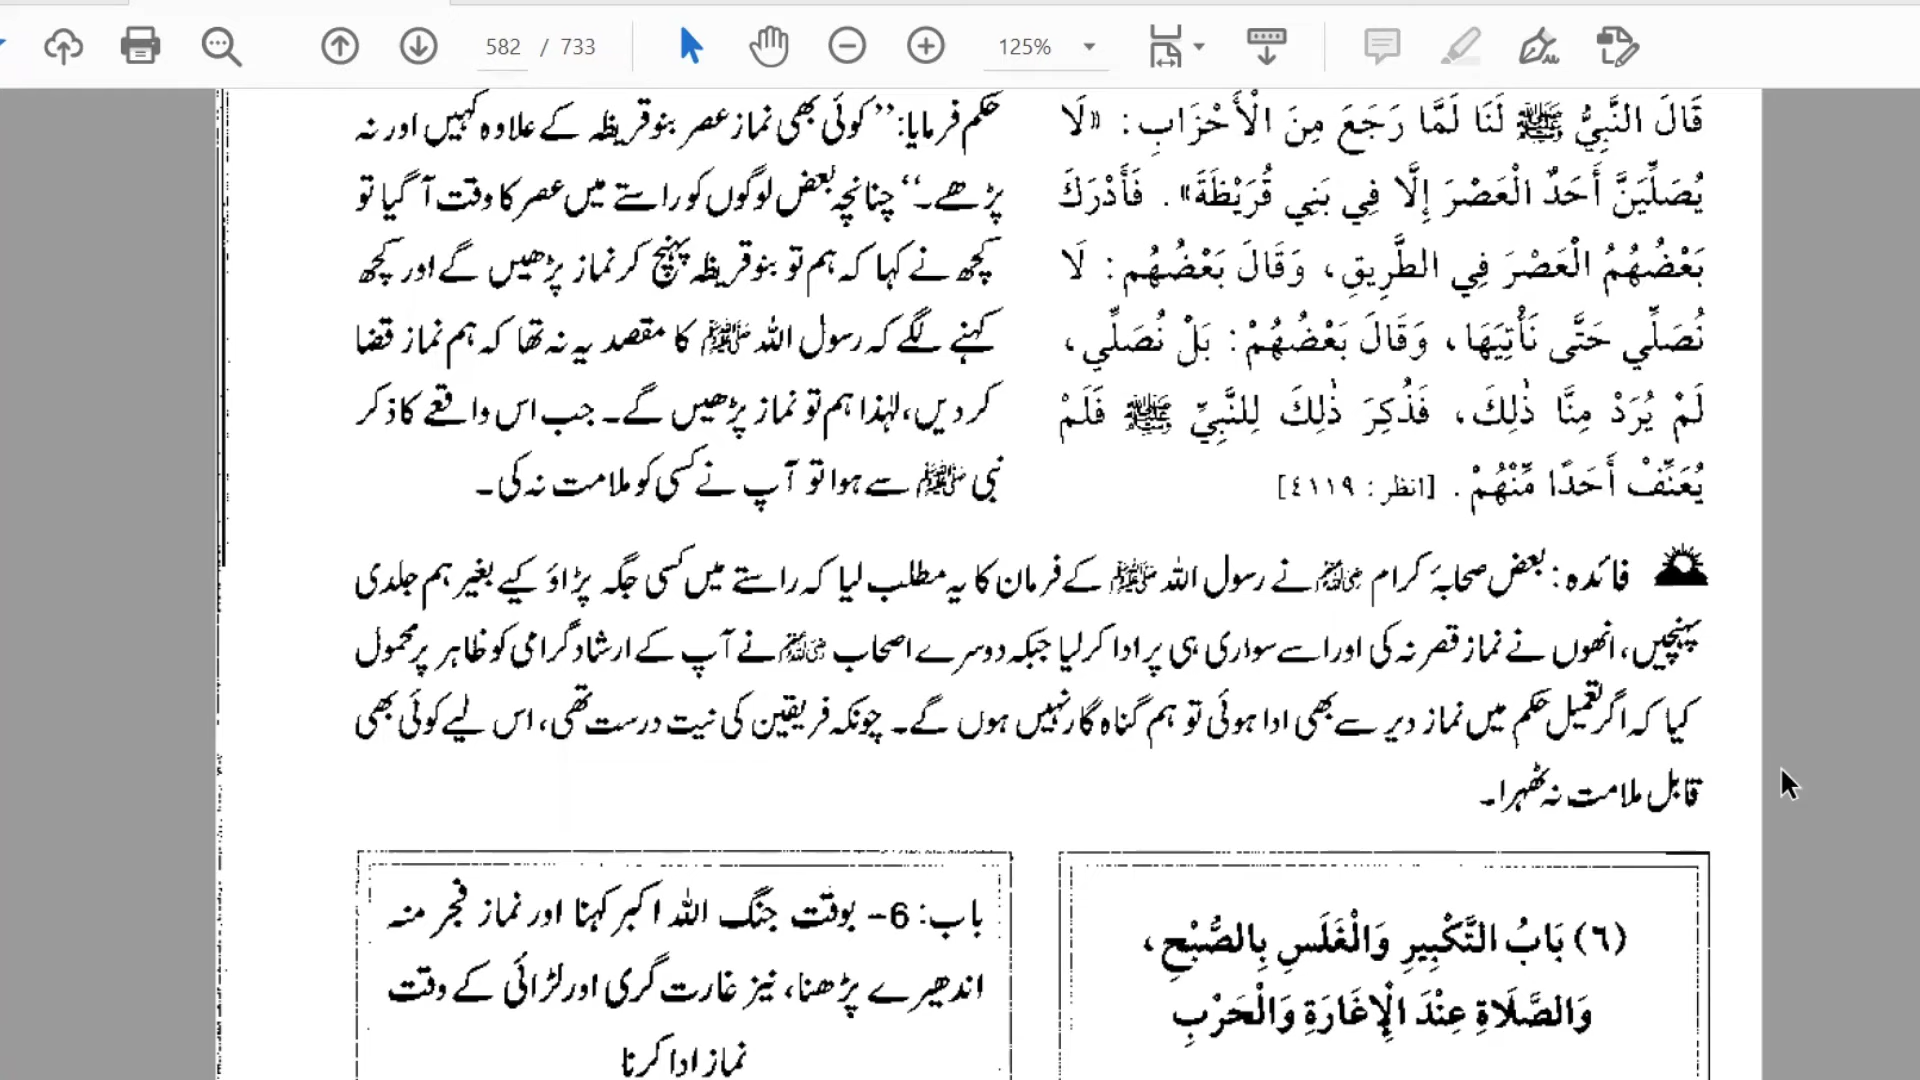 582 / 733
125%
قَالَ النَّبِيُّ ﷺ لَنَا لَمَّا رَجَعَ مِنَ الْأَحْزَابِ: «لَا
يُصَلِّيَنَّ أَحَدٌ الْعَصْرَ إِلَّا فِي بَنِي قُرَيْظَةَ». فَأَدْرَكَ
بَعْضُهُمُ الْعَصْرَ فِي الطَّرِيقِ، وَقَالَ بَعْضُهُم: لَا
نُصَلِّي حَتَّى نَأْتِيَهَا، وَقَالَ بَعْضُهُمْ: بَلْ نُصَلِّي،
لَمْ يُرَدْ مِنَّا ذٰلِكَ، فَذُكِرَ ذٰلِكَ لِلنَّبِيِّ ﷺ فَلَمْ
يُعَنِّفْ أَحَدًا مِّنْهُمْ. [انظر: ٤١١٩]
حکم فرمایا: ’’کوئی بھی نماز عصر بنو قریظہ کے علاوہ کہیں اور نہ
پڑھے۔‘‘ چنانچہ بعض لوگوں کو راستے میں عصر کا وقت آ گیا تو
کچھ نے کہا کہ ہم تو بنو قریظہ پہنچ کر نماز پڑھیں گے اور کچھ
کہنے لگے کہ رسول اللہ ﷺ کا مقصد یہ نہ تھا کہ ہم نماز قضا
کر دیں، لہٰذا ہم تو نماز پڑھیں گے۔ جب اس واقعے کا ذکر
نبی ﷺ سے ہوا تو آپ نے کسی کو ملامت نہ کی۔
فائدہ: بعض صحابۂ کرام رضی اللہ عنہم نے رسول اللہ ﷺ کے فرمان کا یہ مطلب لیا کہ راستے میں کسی جگہ پڑاؤ کیے بغیر ہم جلدی
پہنچیں، انھوں نے نماز قصر نہ کی اور اسے سواری ہی پر ادا کر لیا جبکہ دوسرے اصحاب رضی اللہ عنہم نے آپ کے ارشاد گرامی کو ظاہر پر محمول
کیا کہ اگر تعمیل حکم میں نماز دیر سے بھی ادا ہوئی تو ہم گناہ گار نہیں ہوں گے۔ چونکہ فریقین کی نیت درست تھی، اس لیے کوئی بھی
قابل ملامت نہ ٹھہرا۔
(٦) بَابُ التَّكْبِيرِ وَالْغَلَسِ بِالصُّبْحِ،
وَالصَّلَاةِ عِنْدَ الْإِغَارَةِ وَالْحَرْبِ
باب: 6- بوقت جنگ اللہ اکبر کہنا اور نماز فجر منہ
اندھیرے پڑھنا، نیز غارت گری اور لڑائی کے وقت
نماز ادا کرنا